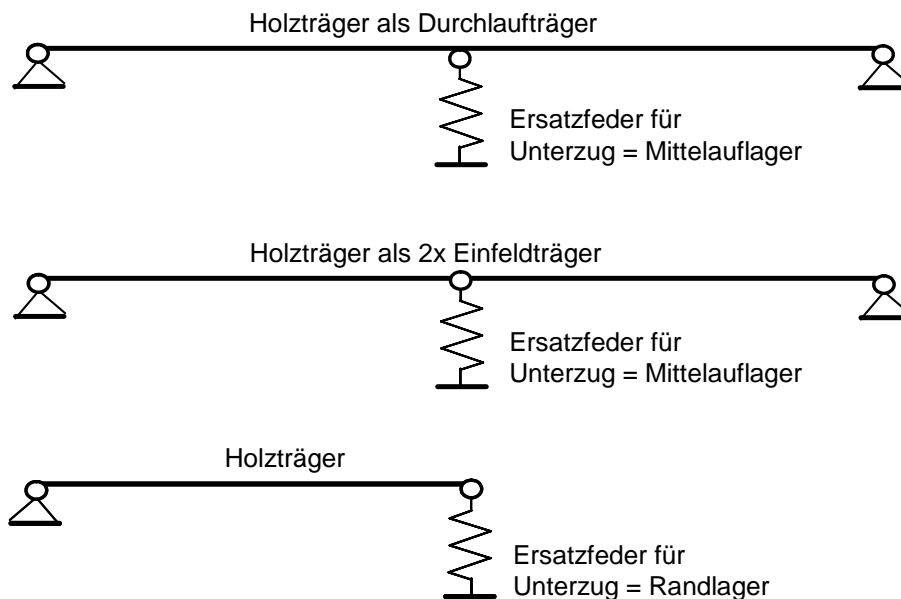 Holzträger als Durchlaufträger
Ersatzfeder für
Unterzug = Mittelauflager
Holzträger als 2x Einfeldträger
Ersatzfeder für
Unterzug = Mittelauflager
Holzträger
Ersatzfeder für
Unterzug = Randlager